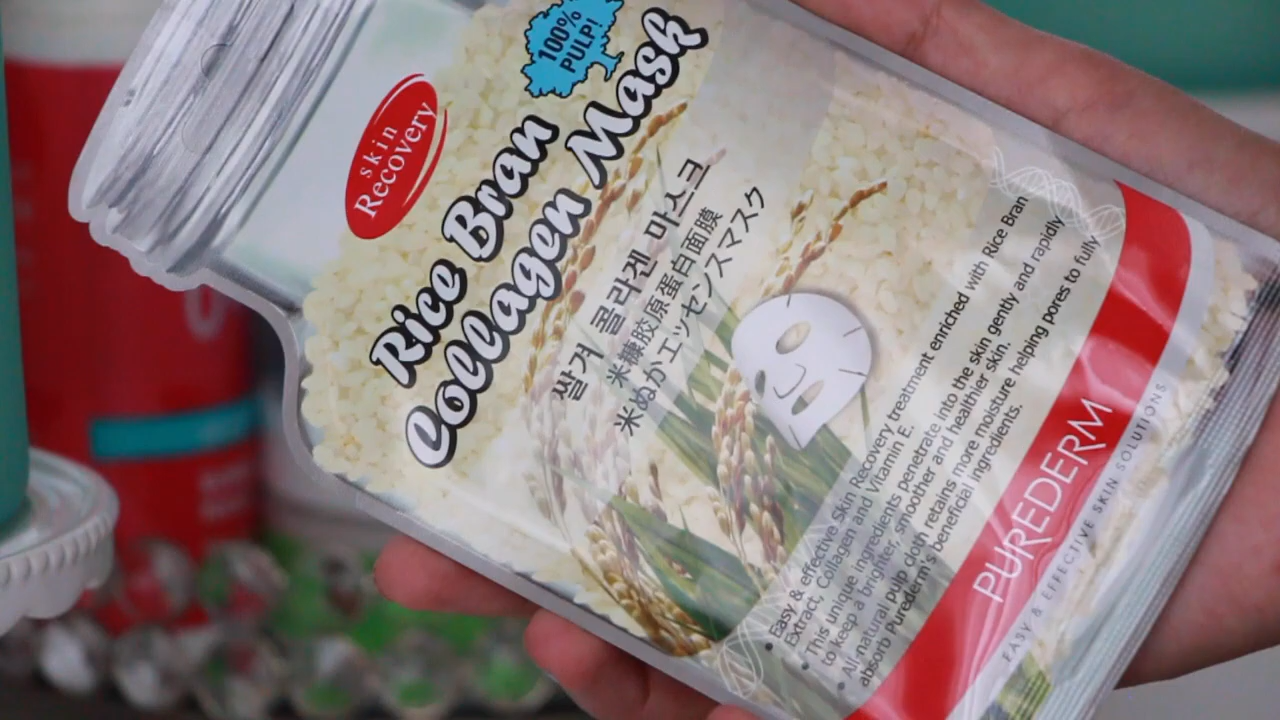 100%
PULP!
skin
Recovery
Rice Bran
Collagen Mask
쌀겨 콜라겐 마스크
米糠胶原蛋白面膜
米ぬかエッセンスマスク
• Easy & effective Skin Recovery treatment enriched with Rice Bran
Extract, Collagen and Vitamin E.
• This unique ingredients penetrate into the skin gently and rapidly
to keep a brighter, smoother and healthier skin.
• All natural pulp cloth retains more moisture helping pores to fully
absorb Purederm's beneficial ingredients.
PUREDERM
EASY & EFFECTIVE SKIN SOLUTIONS